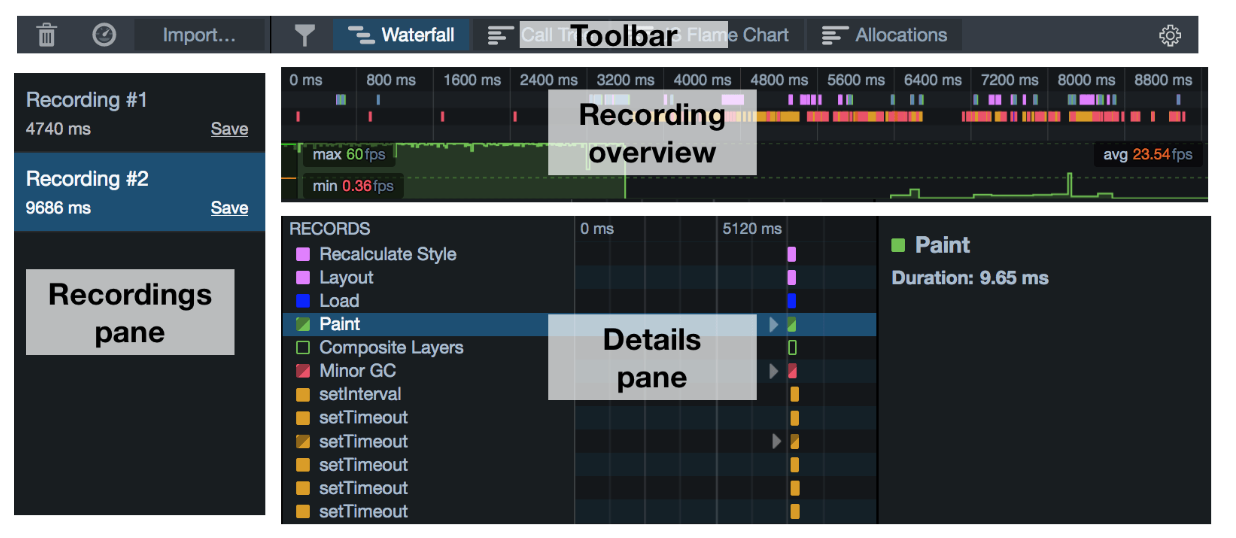 Import...
Waterfall
Call Tr
Toolbar
JS Flame Chart
Allocations
Recording #1
4740 ms
Save
Recording #2
9686 ms
Save
Recordings
pane
0 ms 800 ms 1600 ms 2400 ms 3200 ms 4000 ms 4800 ms 5600 ms 6400 ms 7200 ms 8000 ms 8800 ms
Recording
overview
max 60fps
avg 23.54fps
min 0.36fps
RECORDS 0 ms 5120 ms
Recalculate Style
Layout
Load
Paint
Composite Layers
Minor GC
setInterval
setTimeout
setTimeout
setTimeout
setTimeout
setTimeout
Details
pane
Paint
Duration: 9.65 ms